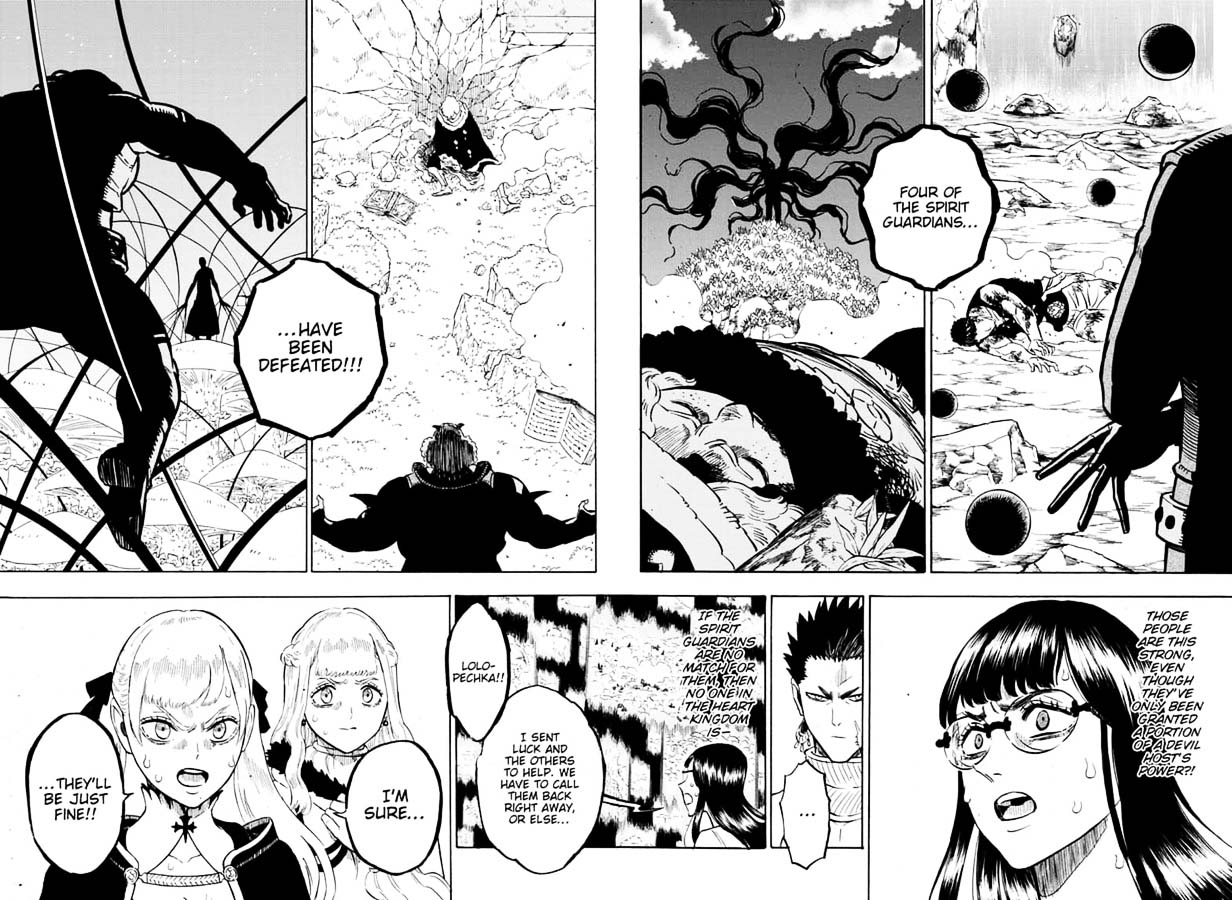 FOUR OF
THE SPIRIT
GUARDIANS...
...HAVE
BEEN
DEFEATED!!!
THOSE
PEOPLE
ARE THIS
STRONG,
EVEN
THOUGH
THEY'VE
ONLY BEEN
GRANTED
A PORTION
OF A DEVIL
HOST'S
POWER?!
...
IF THE
SPIRIT
GUARDIANS
ARE NO
MATCH FOR
THEM, THEN
NO ONE IN
THE HEART
KINGDOM
IS—
LOLO-
PECHKA!!
I SENT
LUCK AND
THE OTHERS
TO HELP. WE
HAVE TO CALL
THEM BACK
RIGHT AWAY,
OR ELSE...
I'M
SURE...
...THEY'LL
BE JUST
FINE!!